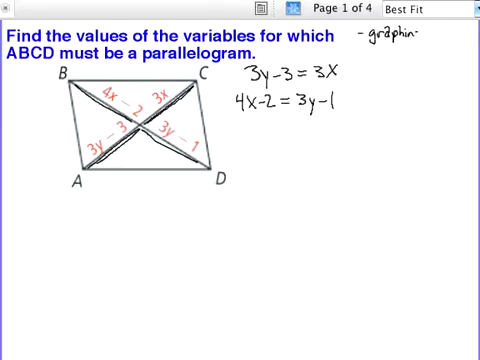 Page 1 of 4
Best Fit
Find the values of the variables for which
ABCD must be a parallelogram.
- graphin
3y-3=3x
4x-2=3y-1
B
C
4x - 2
3x
3y - 3
3y - 1
A
D